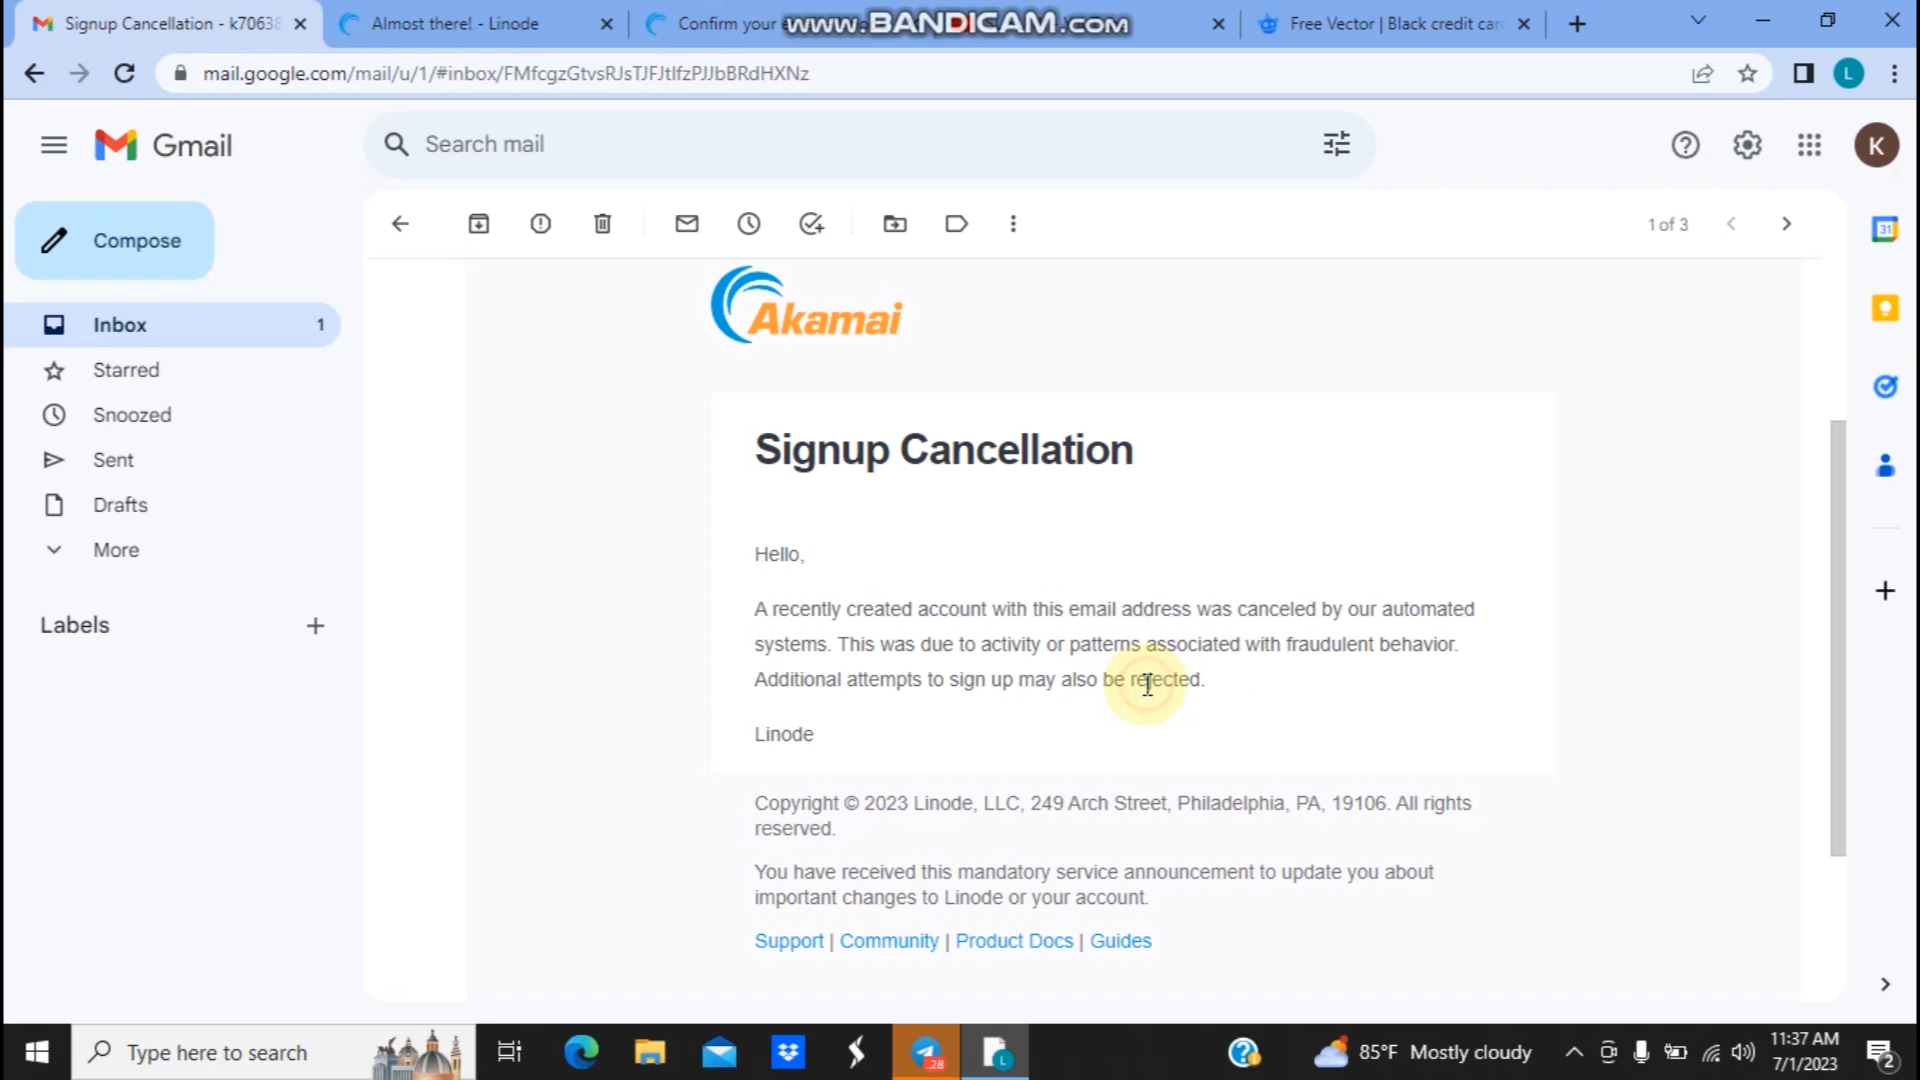 Signup Cancellation - k70638
Almost there! - Linode
Confirm your e
www.BANDICAM.com
Free Vector | Black credit card
mail.google.com/mail/u/1/#inbox/FMfcgzGtvsRJsTJFJtlfzPJJbBRdHXNz
L
Gmail
Search mail
K
Compose
1 of 3
31
Inbox
1
Starred
Snoozed
Sent
Drafts
More
Labels
Akamai
Signup Cancellation
Hello,
A recently created account with this email address was canceled by our automated
systems. This was due to activity or patterns associated with fraudulent behavior.
Additional attempts to sign up may also be rejected.
Linode
Copyright © 2023 Linode, LLC, 249 Arch Street, Philadelphia, PA, 19106. All rights
reserved.
You have received this mandatory service announcement to update you about
important changes to Linode or your account.
Support | Community | Product Docs | Guides
Type here to search
28
L
85°F Mostly cloudy
11:37 AM
7/1/2023
2